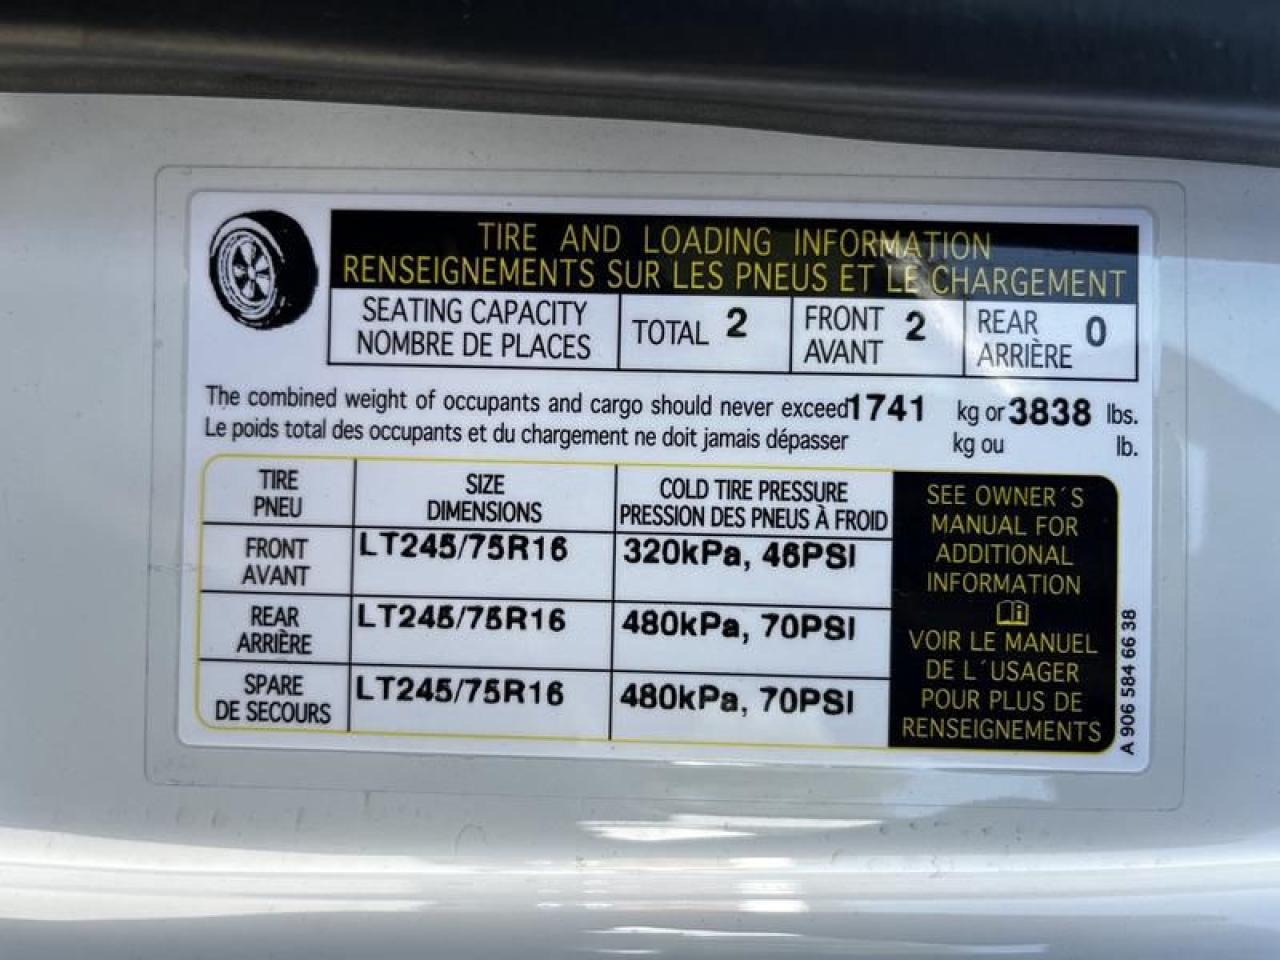 TIRE AND LOADING INFORMATION
RENSEIGNEMENTS SUR LES PNEUS ET LE CHARGEMENT
SEATING CAPACITY
NOMBRE DE PLACES
TOTAL 2
FRONT
AVANT 2
REAR
ARRIÈRE 0
The combined weight of occupants and cargo should never exceed 1741 kg or 3838 lbs.
Le poids total des occupants et du chargement ne doit jamais dépasser kg ou lb.
TIRE
PNEU
SIZE
DIMENSIONS
COLD TIRE PRESSURE
PRESSION DES PNEUS À FROID
FRONT
AVANT
LT245/75R16
320kPa, 46PSI
REAR
ARRIÈRE
LT245/75R16
480kPa, 70PSI
SPARE
DE SECOURS
LT245/75R16
480kPa, 70PSI
SEE OWNER´S
MANUAL FOR
ADDITIONAL
INFORMATION
VOIR LE MANUEL
DE L´USAGER
POUR PLUS DE
RENSEIGNEMENTS
A 906 584 66 38